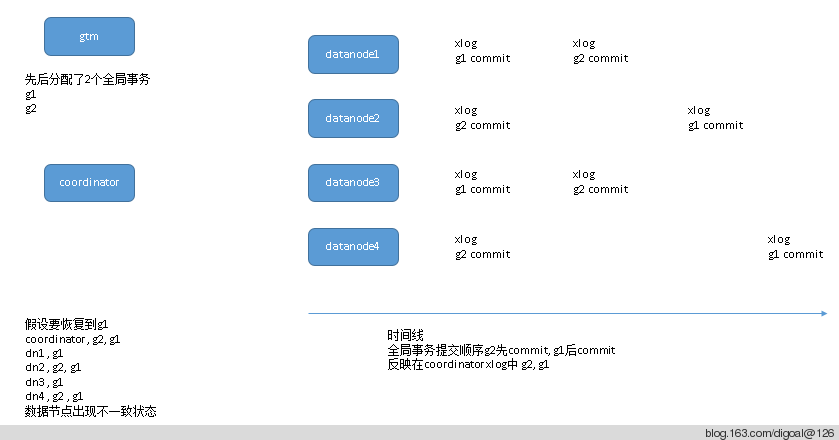 gtm
先后分配了2个全局事务
g1
g2
coordinator
datanode1
xlog
g1 commit
xlog
g2 commit
datanode2
xlog
g2 commit
xlog
g1 commit
datanode3
xlog
g1 commit
xlog
g2 commit
datanode4
xlog
g2 commit
xlog
g1 commit
假设要恢复到g1
coordinator, g2, g1
dn1, g1
dn2, g2, g1
dn3, g1
dn4, g2 , g1
数据节点出现不一致状态
时间线
全局事务提交顺序g2先commit, g1后commit
反映在coordinatorxlog中 g2, g1
blog.163.com/digoal@126